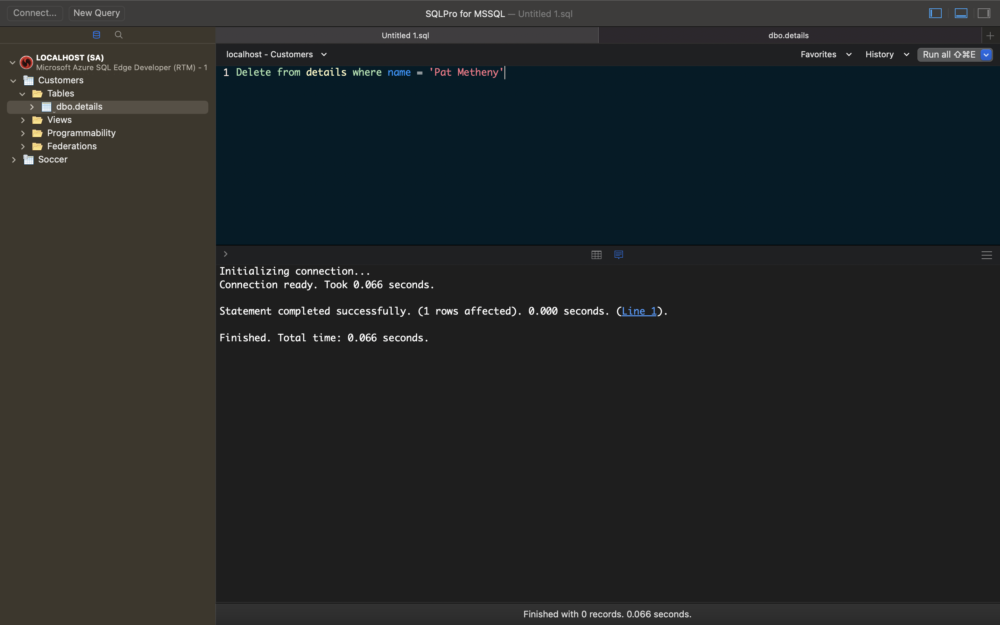 Connect...
New Query
SQLPro for MSSQL — Untitled 1.sql
Untitled 1.sql
dbo.details
LOCALHOST (SA)
Microsoft Azure SQL Edge Developer (RTM) - 1
Customers
Tables
dbo.details
Views
Programmability
Federations
Soccer
localhost - Customers
Favorites
History
Run all ⇧⌘E
1 Delete from details where name = 'Pat Metheny'
Initializing connection...
Connection ready. Took 0.066 seconds.
Statement completed successfully. (1 rows affected). 0.000 seconds. (Line 1).
Finished. Total time: 0.066 seconds.
Finished with 0 records. 0.066 seconds.